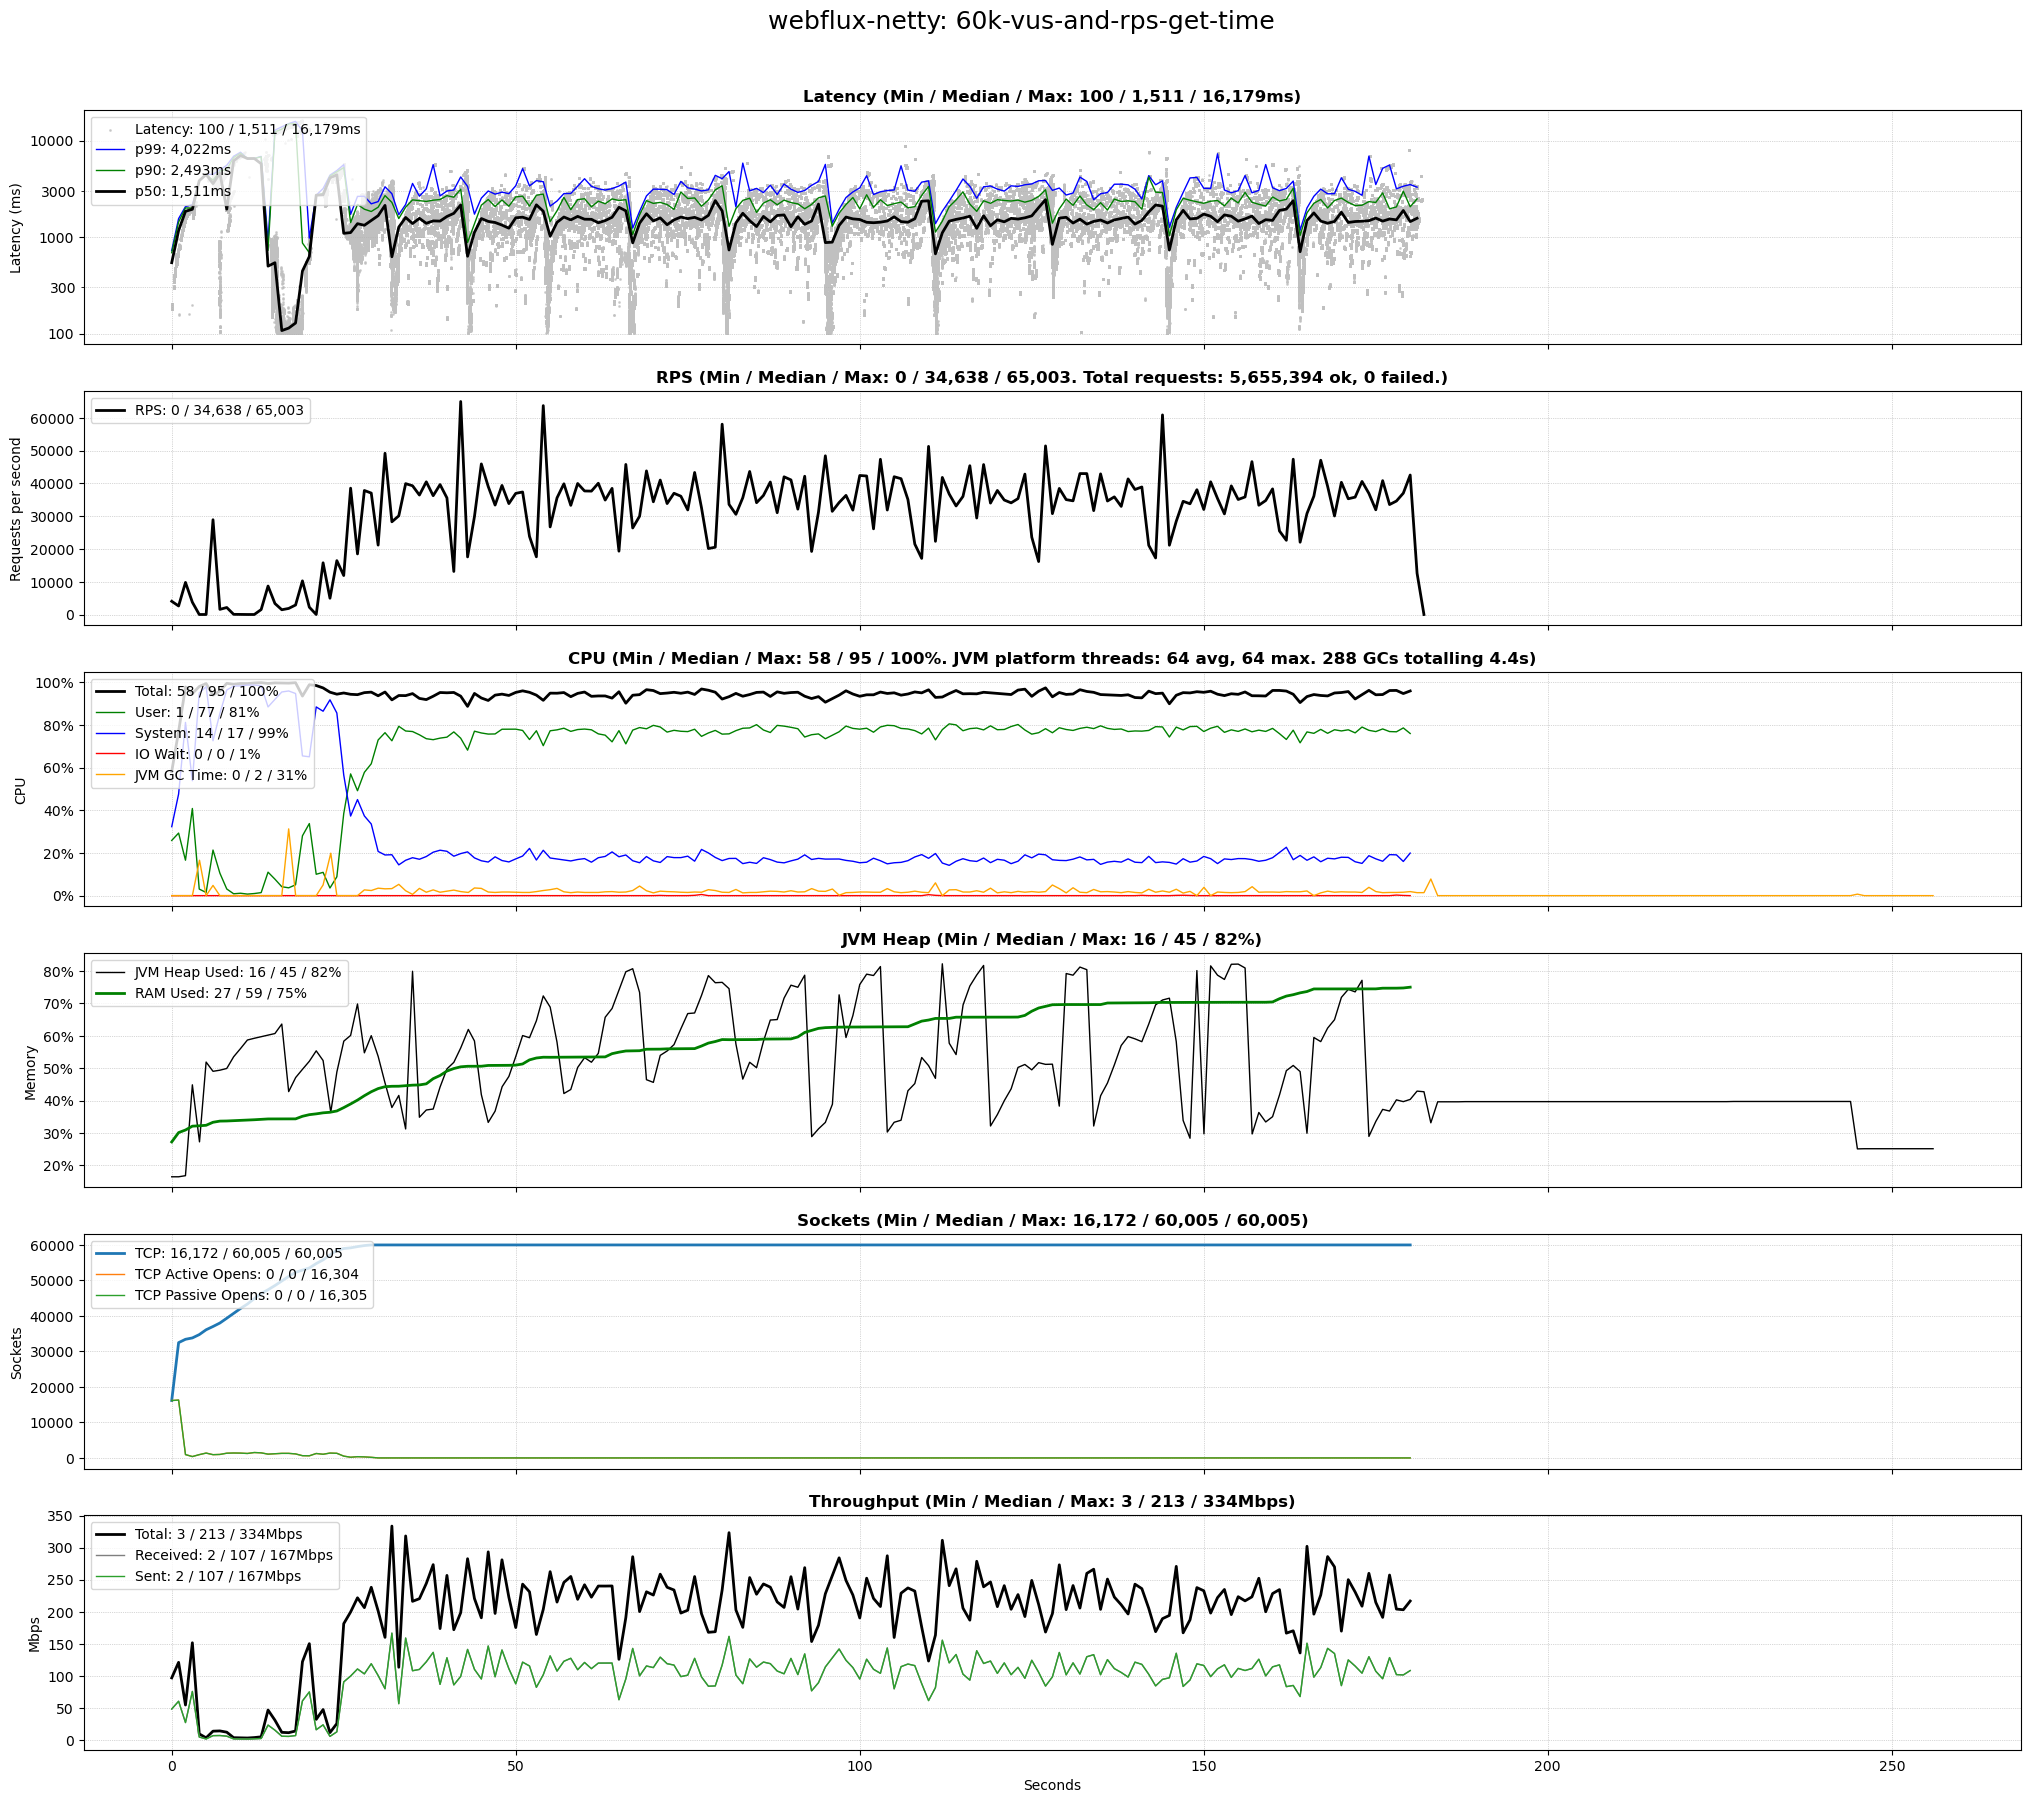 webflux-netty: 60k-vus-and-rps-get-time
Latency (Min / Median / Max: 100 / 1,511 / 16,179ms)
Latency (ms)
10000
3000
1000
300
100
Latency: 100 / 1,511 / 16,179ms
p99: 4,022ms
p90: 2,493ms
p50: 1,511ms
RPS (Min / Median / Max: 0 / 34,638 / 65,003. Total requests: 5,655,394 ok, 0 failed.)
Requests per second
60000
50000
40000
30000
20000
10000
0
RPS: 0 / 34,638 / 65,003
CPU (Min / Median / Max: 58 / 95 / 100%. JVM platform threads: 64 avg, 64 max. 288 GCs totalling 4.4s)
CPU
100%
80%
60%
40%
20%
0%
Total: 58 / 95 / 100%
User: 1 / 77 / 81%
System: 14 / 17 / 99%
IO Wait: 0 / 0 / 1%
JVM GC Time: 0 / 2 / 31%
JVM Heap (Min / Median / Max: 16 / 45 / 82%)
Memory
80%
70%
60%
50%
40%
30%
20%
JVM Heap Used: 16 / 45 / 82%
RAM Used: 27 / 59 / 75%
Sockets (Min / Median / Max: 16,172 / 60,005 / 60,005)
Sockets
60000
50000
40000
30000
20000
10000
0
TCP: 16,172 / 60,005 / 60,005
TCP Active Opens: 0 / 0 / 16,304
TCP Passive Opens: 0 / 0 / 16,305
Throughput (Min / Median / Max: 3 / 213 / 334Mbps)
Mbps
350
300
250
200
150
100
50
0
Total: 3 / 213 / 334Mbps
Received: 2 / 107 / 167Mbps
Sent: 2 / 107 / 167Mbps
0 50 100 150 200 250
Seconds